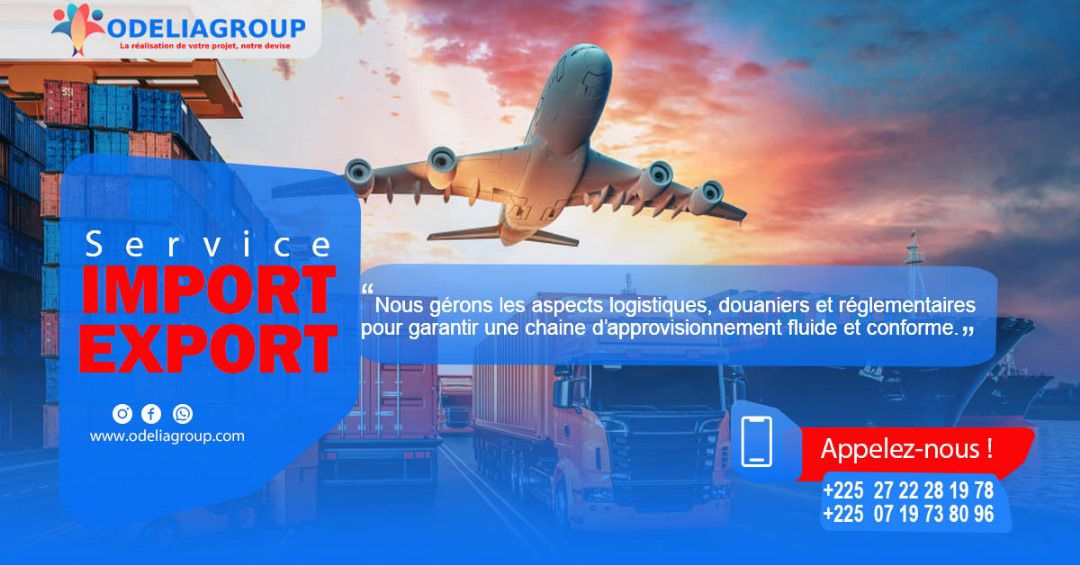 ODELIAGROUP
La réalisation de votre projet, notre devise
Service
IMPORT
EXPORT
“Nous gérons les aspects logistiques, douaniers et réglementaires
pour garantir une chaine d’approvisionnement fluide et conforme.”
www.odeliagroup.com
Appelez-nous !
+225 27 22 28 19 78
+225 07 19 73 80 96